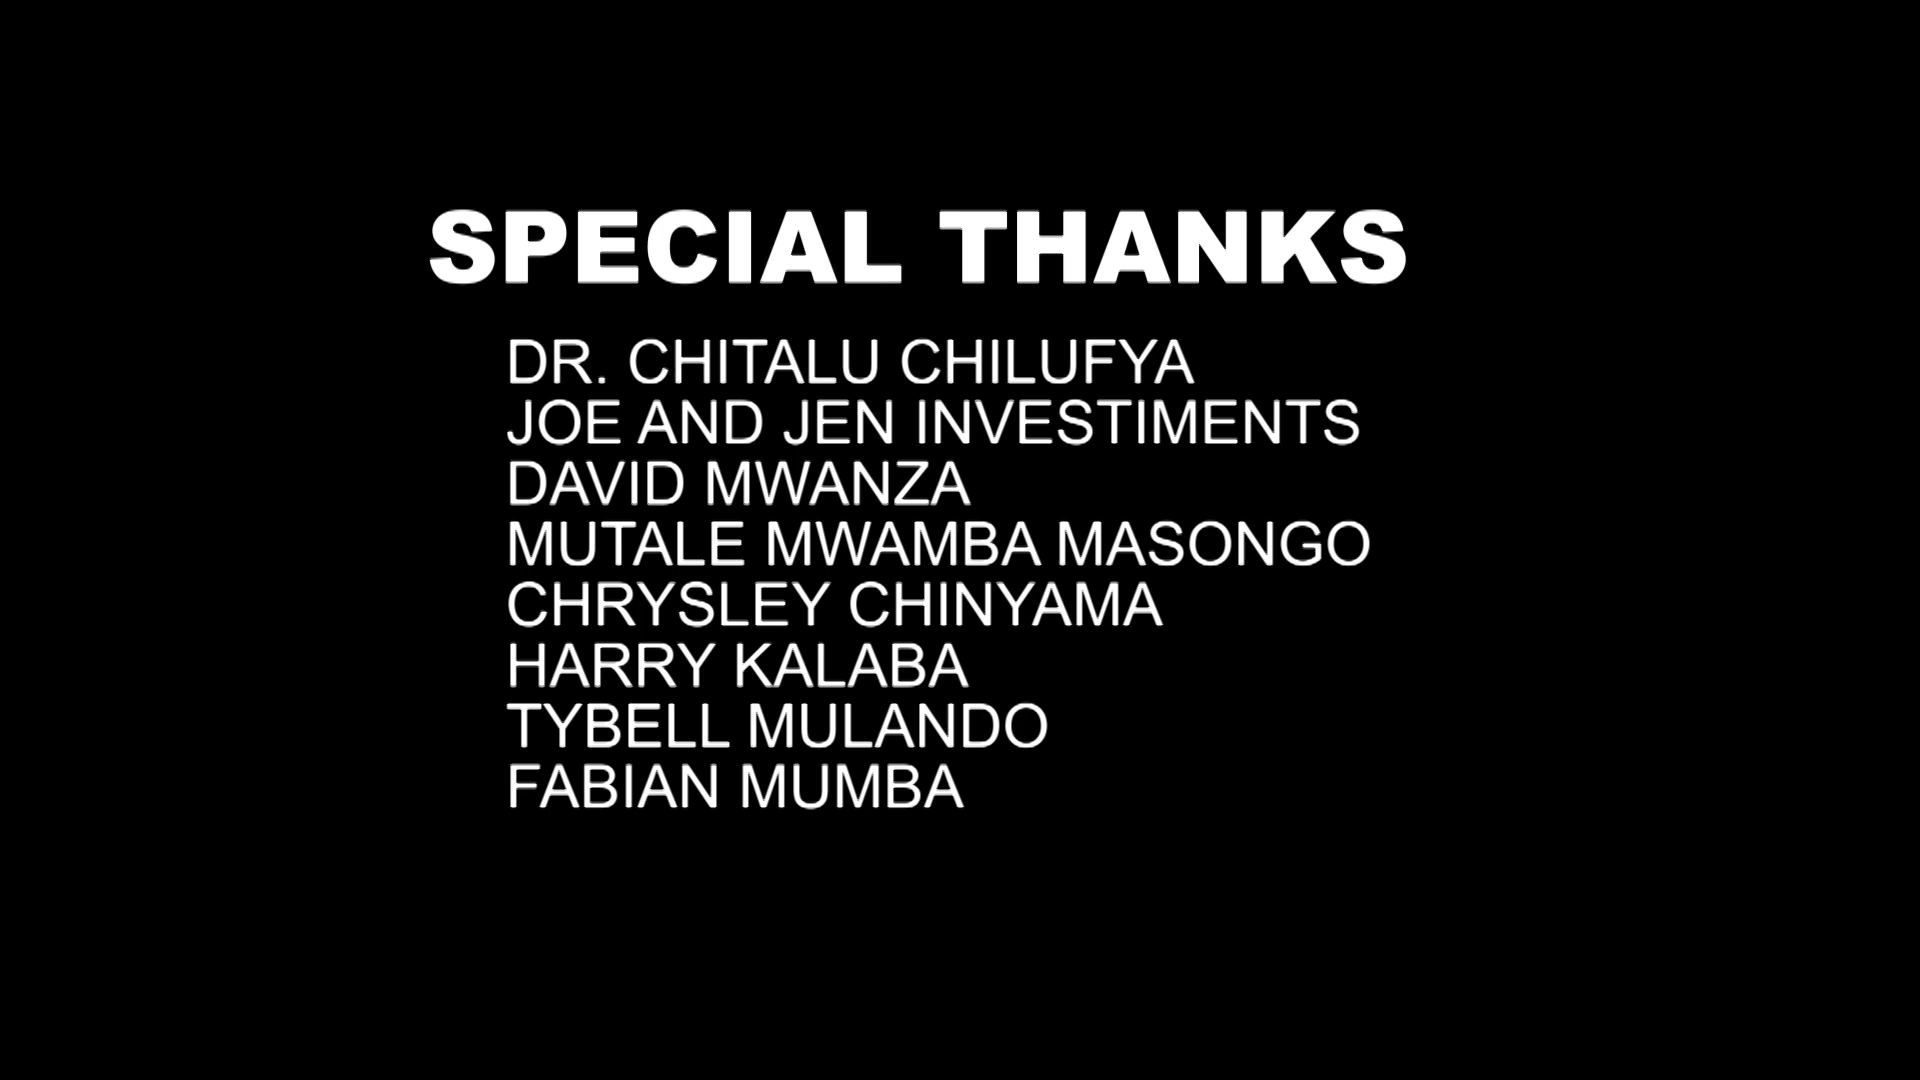 SPECIAL THANKS
DR. CHITALU CHILUFYA
JOE AND JEN INVESTIMENTS
DAVID MWANZA
MUTALE MWAMBA MASONGO
CHRYSLEY CHINYAMA
HARRY KALABA
TYBELL MULANDO
FABIAN MUMBA